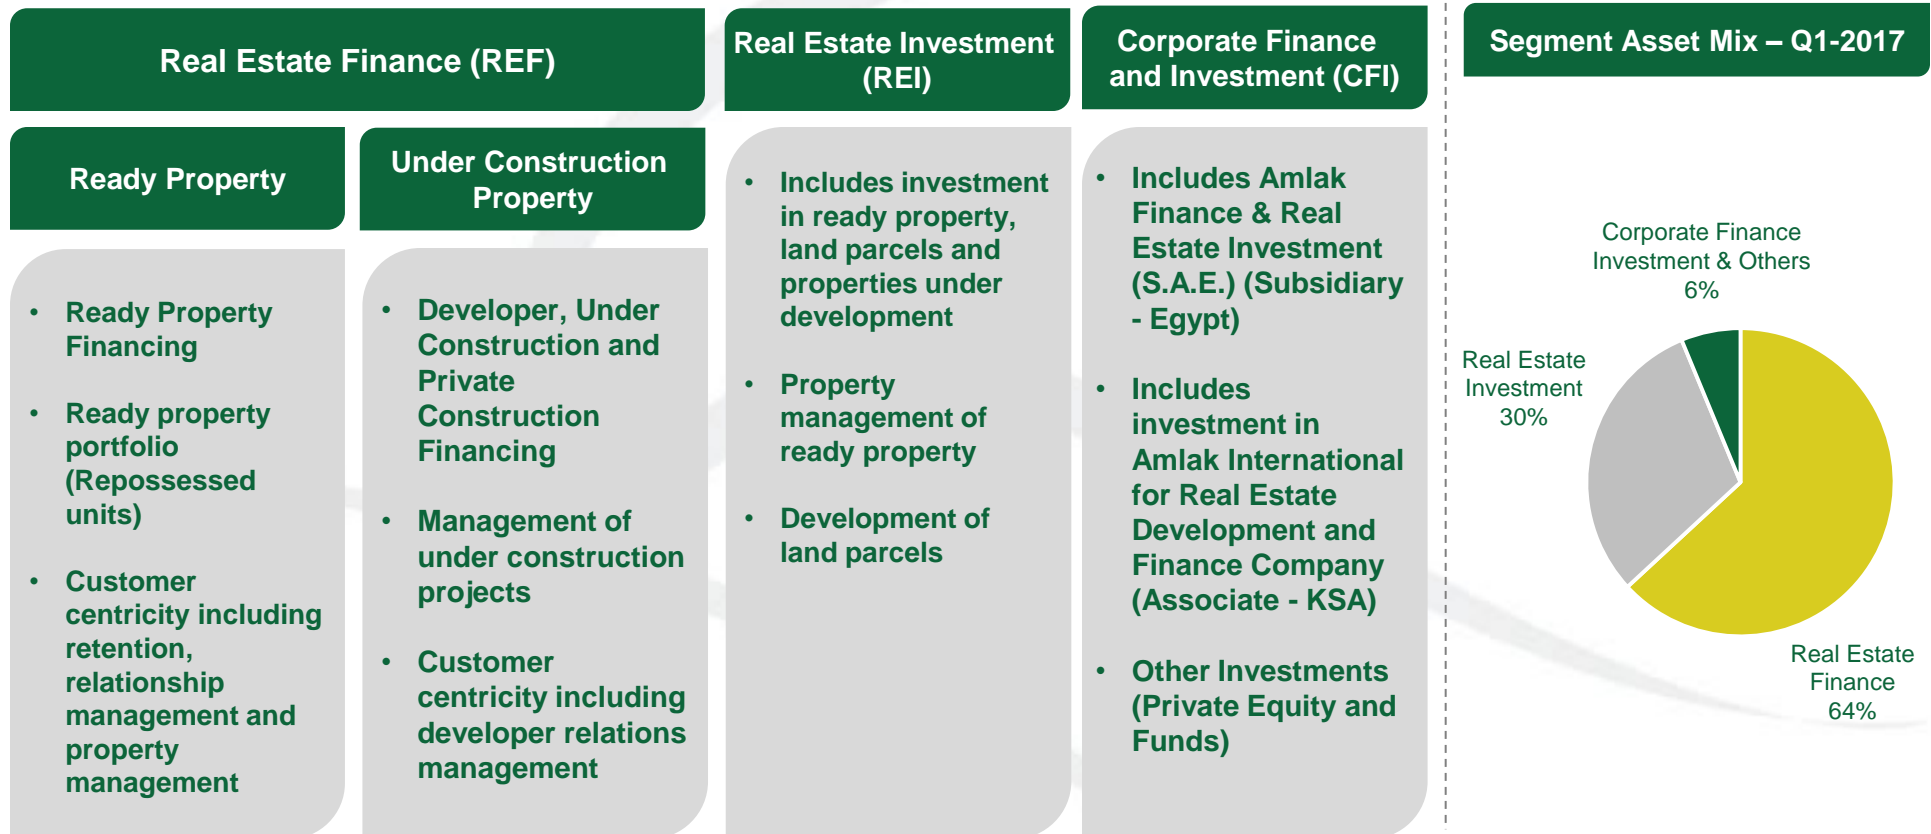 Real Estate Finance (REF)
Ready Property
• Ready Property
Financing
• Ready property
portfolio
(Repossessed
units)
• Customer
centricity including
retention,
relationship
management and
property
management
Under Construction
Property
• Developer, Under
Construction and
Private
Construction
Financing
• Management of
under construction
projects
• Customer
centricity including
developer relations
management
Real Estate Investment
(REI)
• Includes investment
in ready property,
land parcels and
properties under
development
• Property
management of
ready property
• Development of
land parcels
Corporate Finance
and Investment (CFI)
• Includes Amlak
Finance & Real
Estate Investment
(S.A.E.) (Subsidiary
- Egypt)
• Includes
investment in
Amlak International
for Real Estate
Development and
Finance Company
(Associate - KSA)
• Other Investments
(Private Equity and
Funds)
Segment Asset Mix – Q1-2017
Corporate Finance
Investment & Others
6%
Real Estate
Investment
30%
Real Estate
Finance
64%